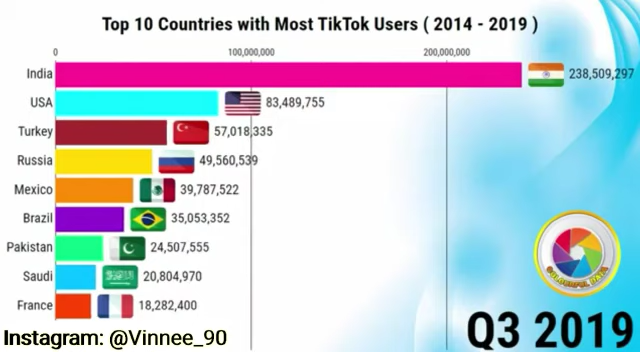 Top 10 Countries with Most TikTok Users ( 2014 - 2019 )
0 100,000,000 200,000,000
India 238,509,297
USA 83,489,755
Turkey 57,018,335
Russia 49,560,539
Mexico 39,787,522
Brazil 35,053,352
Pakistan 24,507,555
Saudi 20,804,970
France 18,282,400
Instagram: @Vinnee_90
Q3 2019